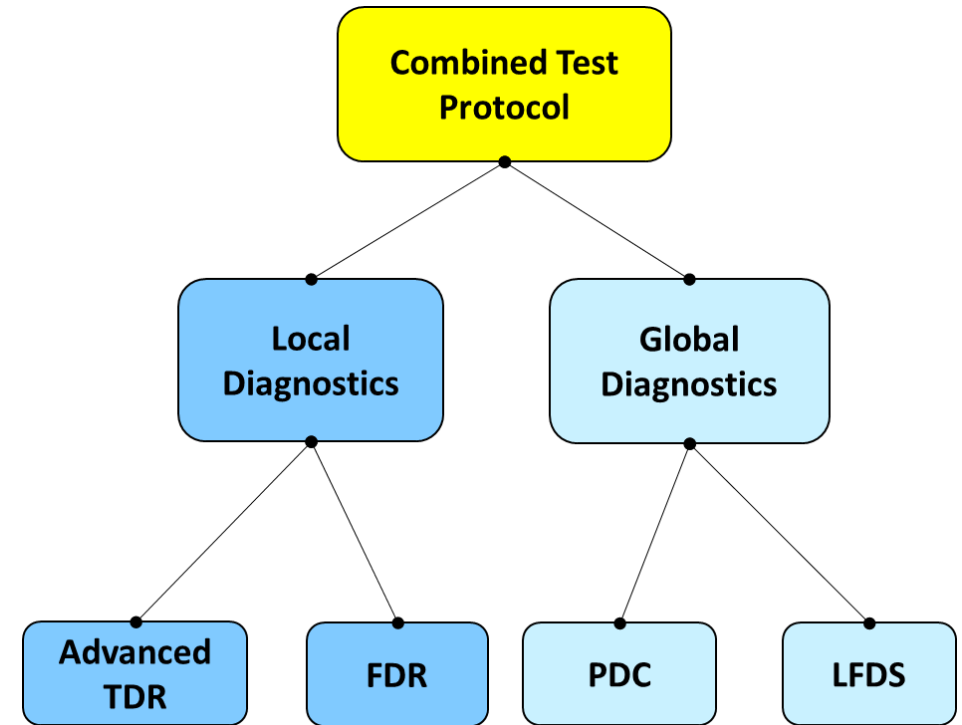 Combined Test
Protocol
Local
Diagnostics
Global
Diagnostics
Advanced
TDR
FDR
PDC
LFDS